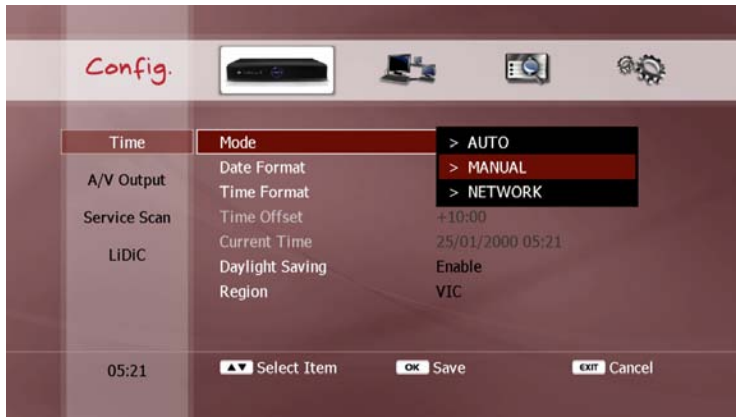 Config.
Time
A/V Output
Service Scan
LiDiC
Mode
Date Format
Time Format
Time Offset +10:00
Current Time 25/01/2000 05:21
Daylight Saving Enable
Region VIC
> AUTO
> MANUAL
> NETWORK
05:21 ▲▼ Select Item OK Save EXIT Cancel